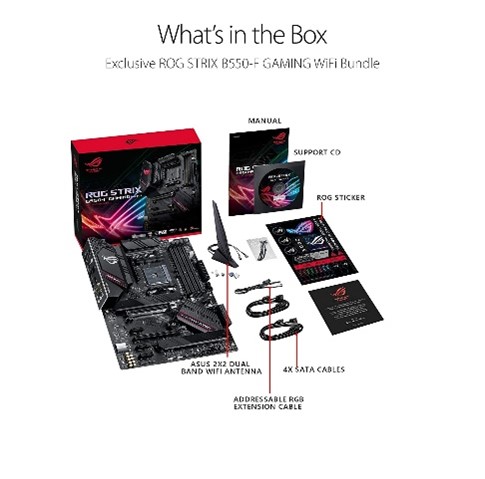 What's in the Box
Exclusive ROG STRIX B550-F GAMING WiFi Bundle
MANUAL
SUPPORT CD
ROG STICKER
ROG STRIX
ASUS 2X2 DUAL
BAND WIFI ANTENNA
4X SATA CABLES
ADDRESSABLE RGB
EXTENSION CABLE